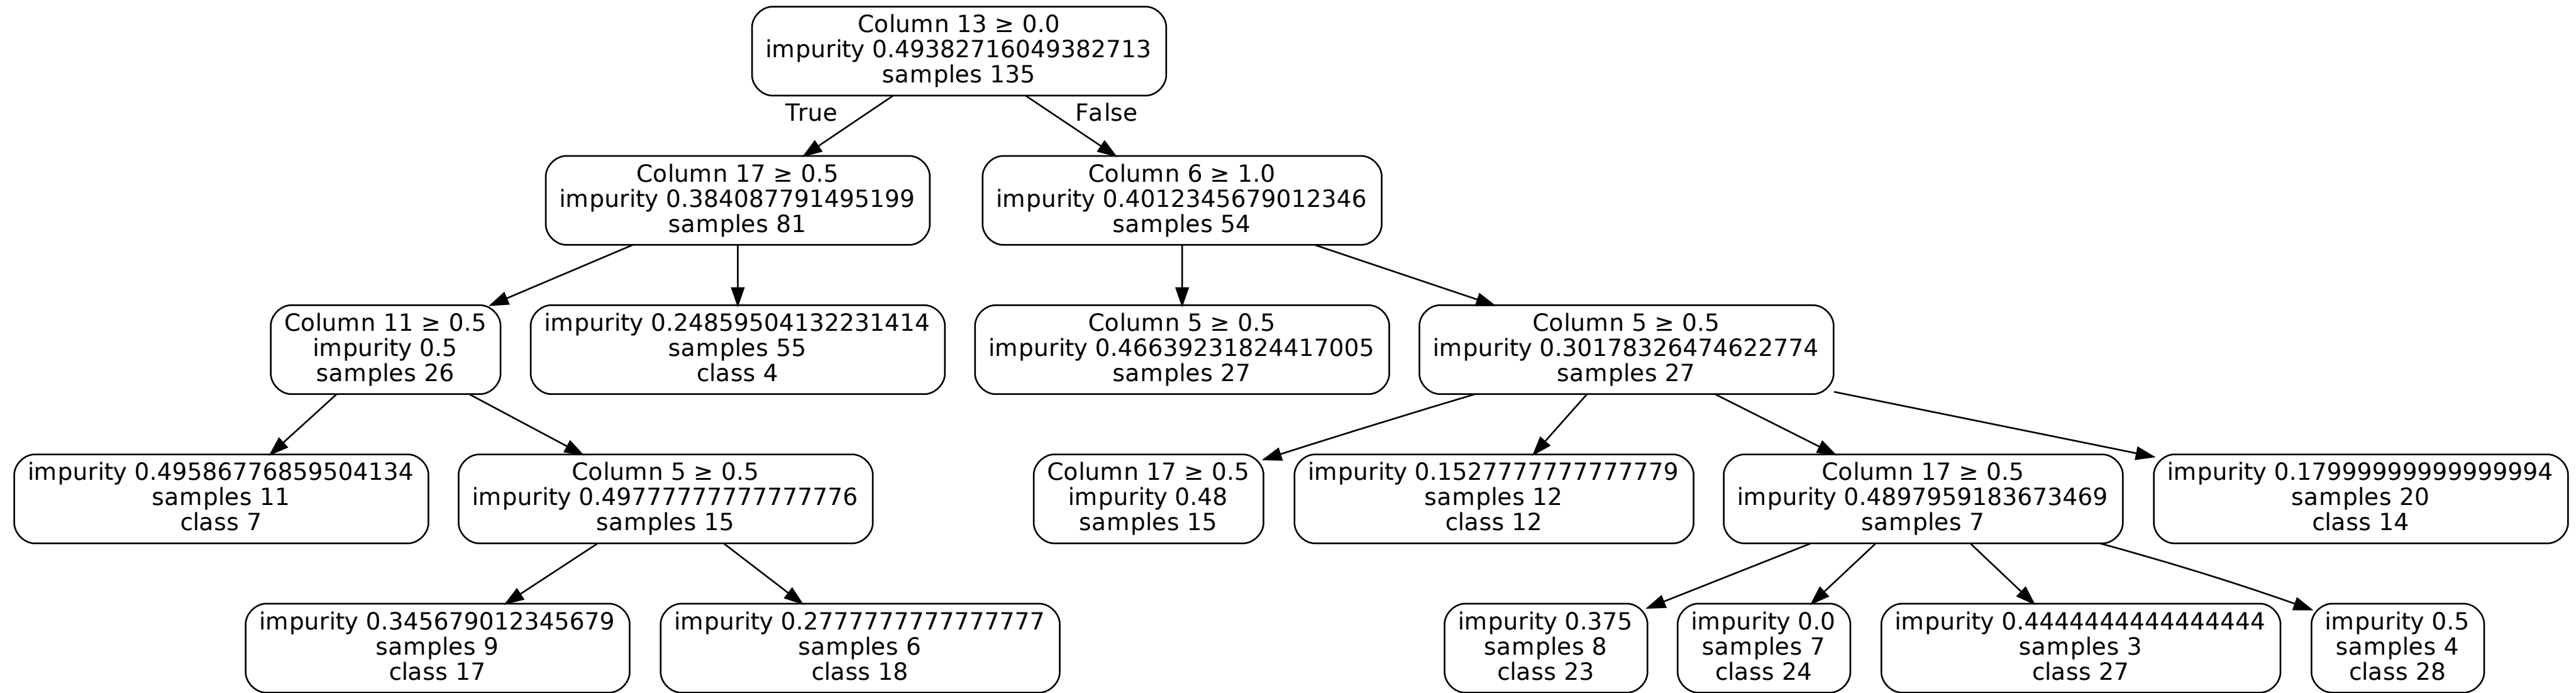 Column 13 ≥ 0.0
impurity 0.49382716049382713
samples 135
True
False
Column 17 ≥ 0.5
impurity 0.384087791495199
samples 81
Column 6 ≥ 1.0
impurity 0.4012345679012346
samples 54
Column 11 ≥ 0.5
impurity 0.5
samples 26
impurity 0.24859504132231414
samples 55
class 4
Column 5 ≥ 0.5
impurity 0.46639231824417005
samples 27
Column 5 ≥ 0.5
impurity 0.30178326474622774
samples 27
impurity 0.49586776859504134
samples 11
class 7
Column 5 ≥ 0.5
impurity 0.49777777777777776
samples 15
Column 17 ≥ 0.5
impurity 0.48
samples 15
impurity 0.1527777777777779
samples 12
class 12
Column 17 ≥ 0.5
impurity 0.4897959183673469
samples 7
impurity 0.17999999999999994
samples 20
class 14
impurity 0.345679012345679
samples 9
class 17
impurity 0.2777777777777777
samples 6
class 18
impurity 0.375
samples 8
class 23
impurity 0.0
samples 7
class 24
impurity 0.4444444444444444
samples 3
class 27
impurity 0.5
samples 4
class 28